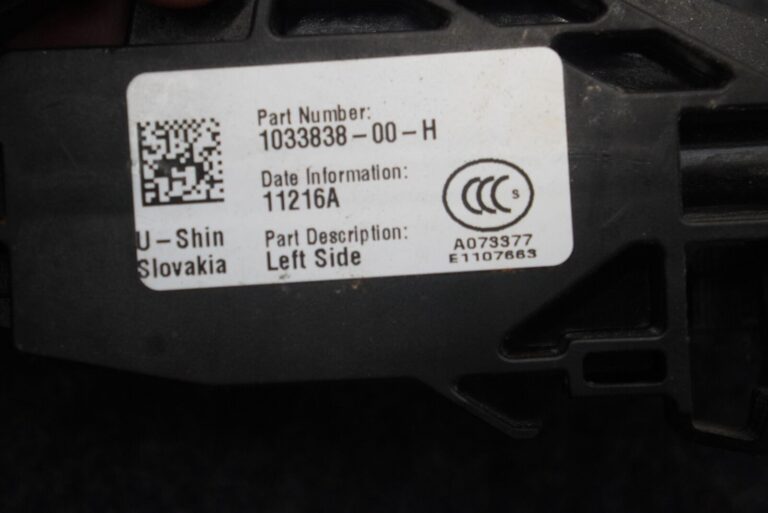 Part Number:
1033838-00-H
Date Information:
11216A
U-Shin
Slovakia
Part Description:
Left Side
CCC S
A073377
E1107663